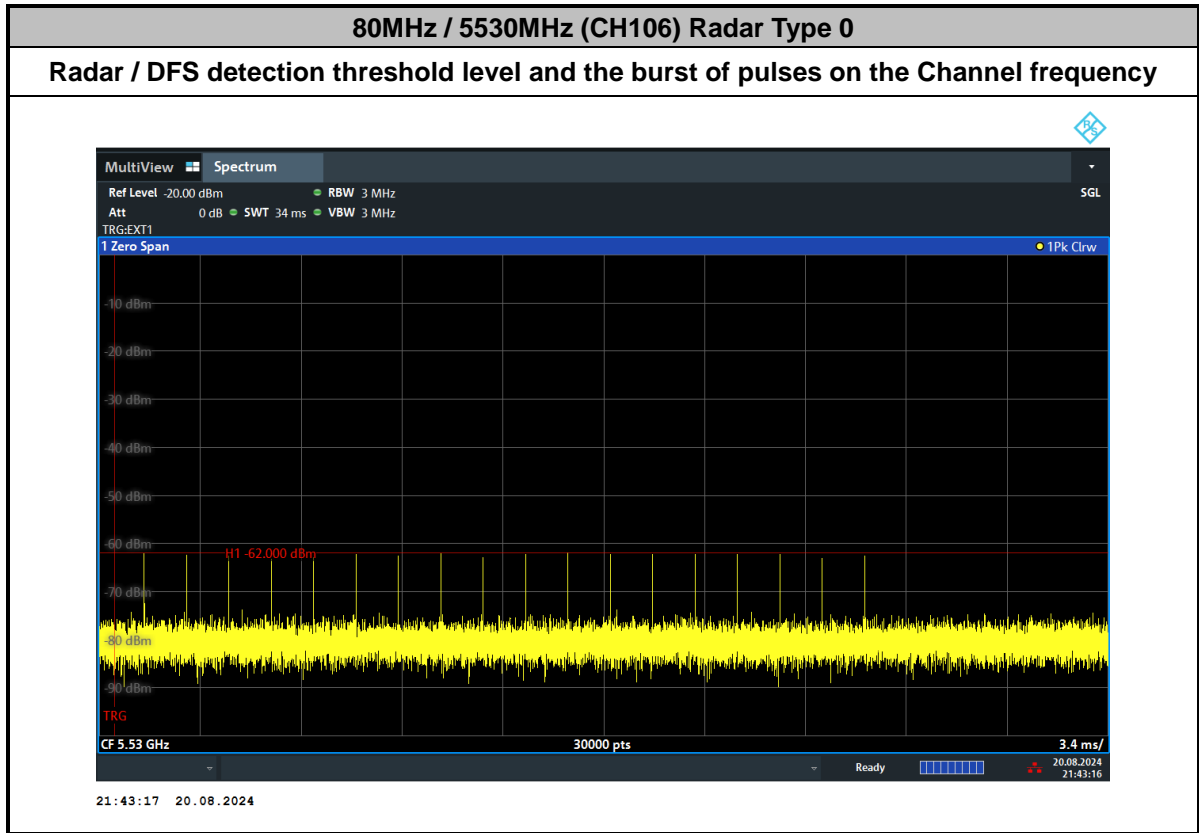 80MHz / 5530MHz (CH106) Radar Type 0
Radar / DFS detection threshold level and the burst of pulses on the Channel frequency
R&S
MultiView Spectrum
Ref Level -20.00 dBm RBW 3 MHz SGL
Att 0 dB SWT 34 ms VBW 3 MHz
TRG:EXT1
1 Zero Span 1Pk Clrw
-10 dBm
-20 dBm
-30 dBm
-40 dBm
-50 dBm
-60 dBm
H1 -62.000 dBm
-70 dBm
-80 dBm
-90 dBm
TRG
CF 5.53 GHz 30000 pts 3.4 ms/
Ready 20.08.2024
21:43:16
21:43:17 20.08.2024